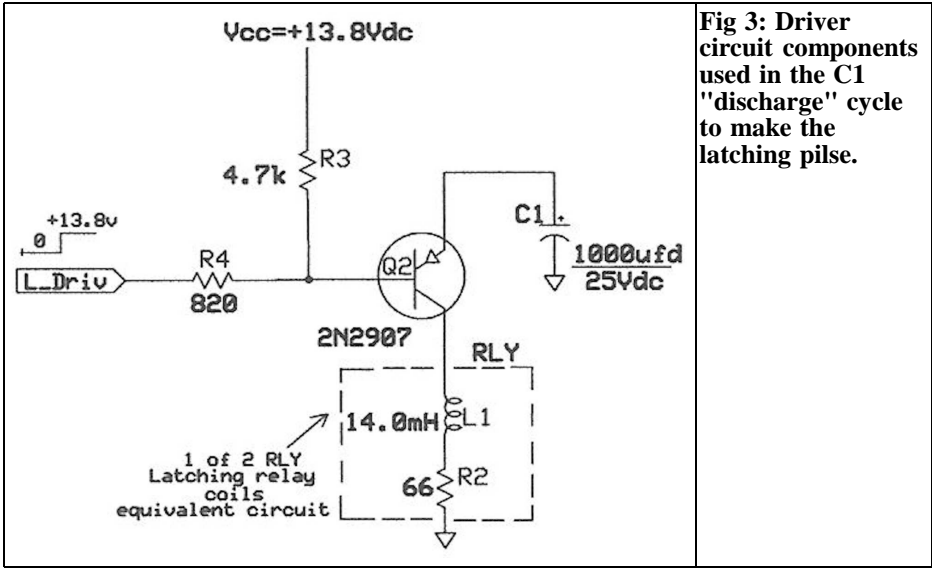 Vcc=+13.8Vdc
R3
4.7k
+13.8v
0
L_Driv
R4
820
Q2
2N2907
C1
+
1000ufd
25Vdc
RLY
14.0mH
L1
66
R2
1 of 2 RLY
Latching relay
coils
equivalent circuit
Fig 3: Driver
circuit components
used in the C1
"discharge" cycle
to make the
latching pilse.